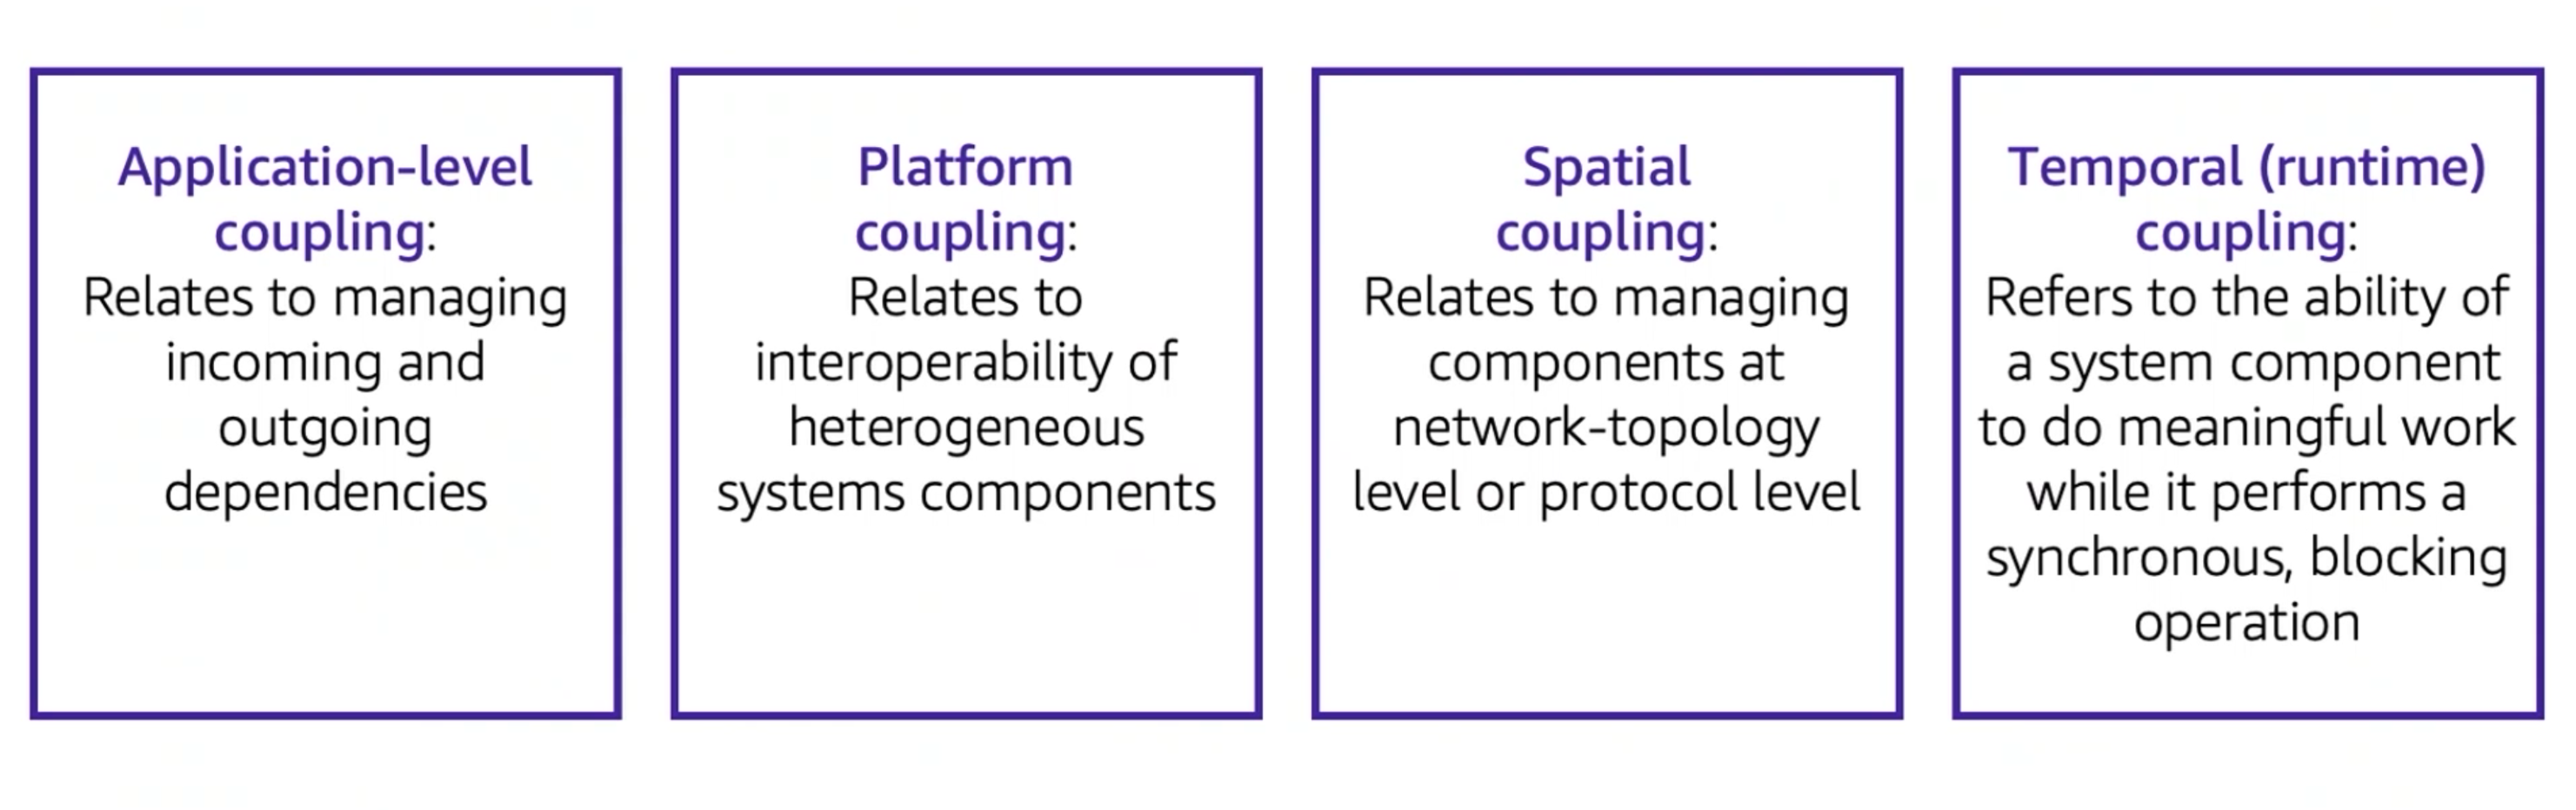 Application-level
coupling:
Relates to managing
incoming and
outgoing
dependencies
Platform
coupling:
Relates to
interoperability of
heterogeneous
systems components
Spatial
coupling:
Relates to managing
components at
network-topology
level or protocol level
Temporal (runtime)
coupling:
Refers to the ability of
a system component
to do meaningful work
while it performs a
synchronous, blocking
operation